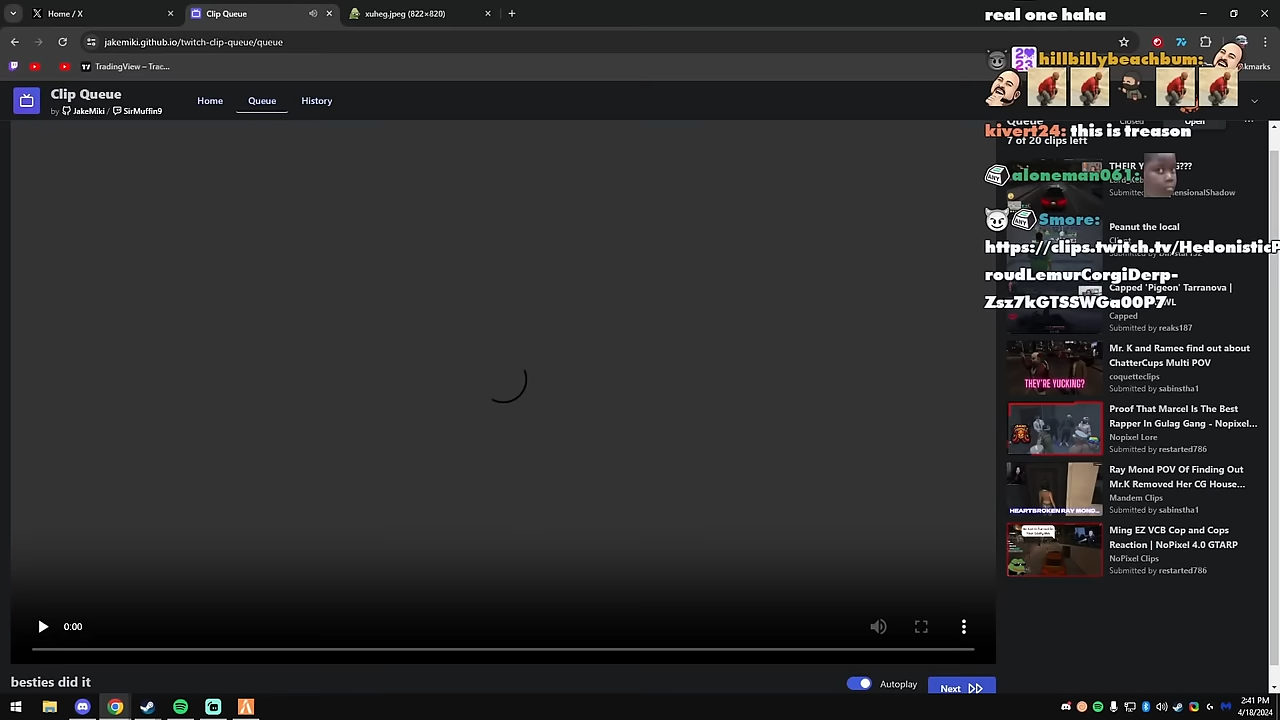 Home / X
Clip Queue
xuheg.jpeg (822×820)
real one haha
jakemiki.github.io/twitch-clip-queue/queue
TradingView – Trac...
hillbillybeachbum:
Clip Queue
by JakeMiki / SirMuffin9
Home
Queue
History
Queue
Closed
Open
kivert24: this is treason
7 of 20 clips left
aloneman061:
Smore:
https://clips.twitch.tv/HedonisticP
roudLemurCorgiDerp-
Zsz7kGTSSWGa00P7
Peanut the local
Capped 'Pigeon' Tarranova |
Capped
Submitted by reaks187
THEY'RE YUCKING?
Mr. K and Ramee find out about
ChatterCups Multi POV
coquetteclips
Submitted by sabinstha1
Proof That Marcel Is The Best
Rapper In Gulag Gang - Nopixel...
Nopixel Lore
Submitted by restarted786
HEARTBROKEN RAY MOND...
Ray Mond POV Of Finding Out
Mr.K Removed Her CG House...
Mandem Clips
Submitted by sabinstha1
Ming EZ VCB Cop and Cops
Reaction | NoPixel 4.0 GTARP
NoPixel Clips
Submitted by restarted786
0:00
besties did it
Autoplay
Next
2:41 PM
4/18/2024